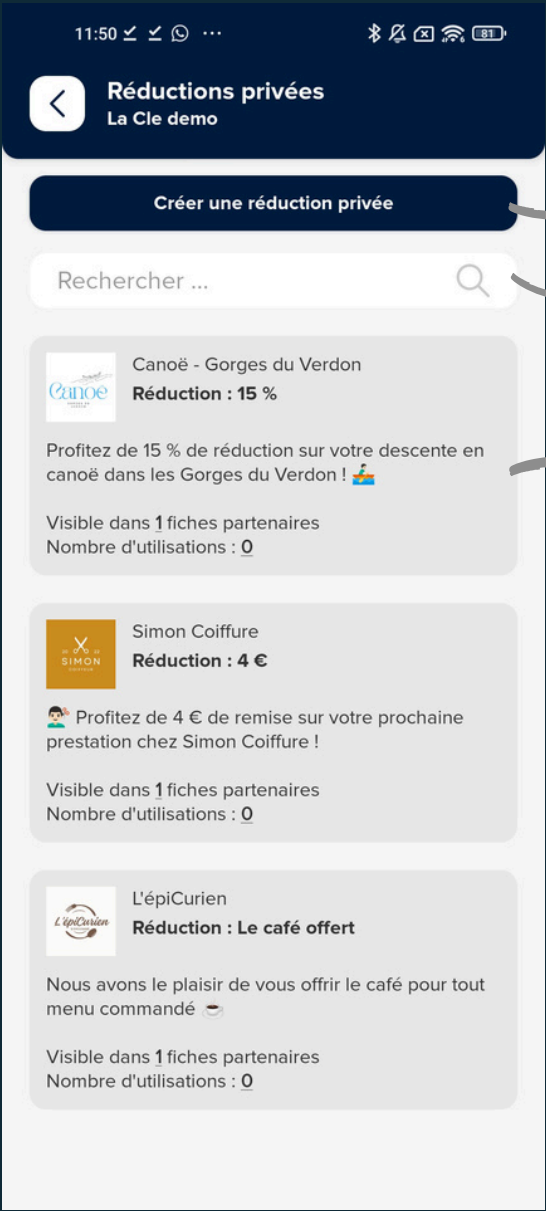 11:50
81
Réductions privées
La Cle demo
Créer une réduction privée
Rechercher ...
Canoë
Canoë - Gorges du Verdon
Réduction : 15 %
Profitez de 15 % de réduction sur votre descente en
canoë dans les Gorges du Verdon ! 🚣🏻‍♂️
Visible dans 1 fiches partenaires
Nombre d'utilisations : 0
SIMON
Simon Coiffure
Réduction : 4 €
💇🏻‍♂️ Profitez de 4 € de remise sur votre prochaine
prestation chez Simon Coiffure !
Visible dans 1 fiches partenaires
Nombre d'utilisations : 0
L'épiCurien
L'épiCurien
Réduction : Le café offert
Nous avons le plaisir de vous offrir le café pour tout
menu commandé ☕
Visible dans 1 fiches partenaires
Nombre d'utilisations : 0